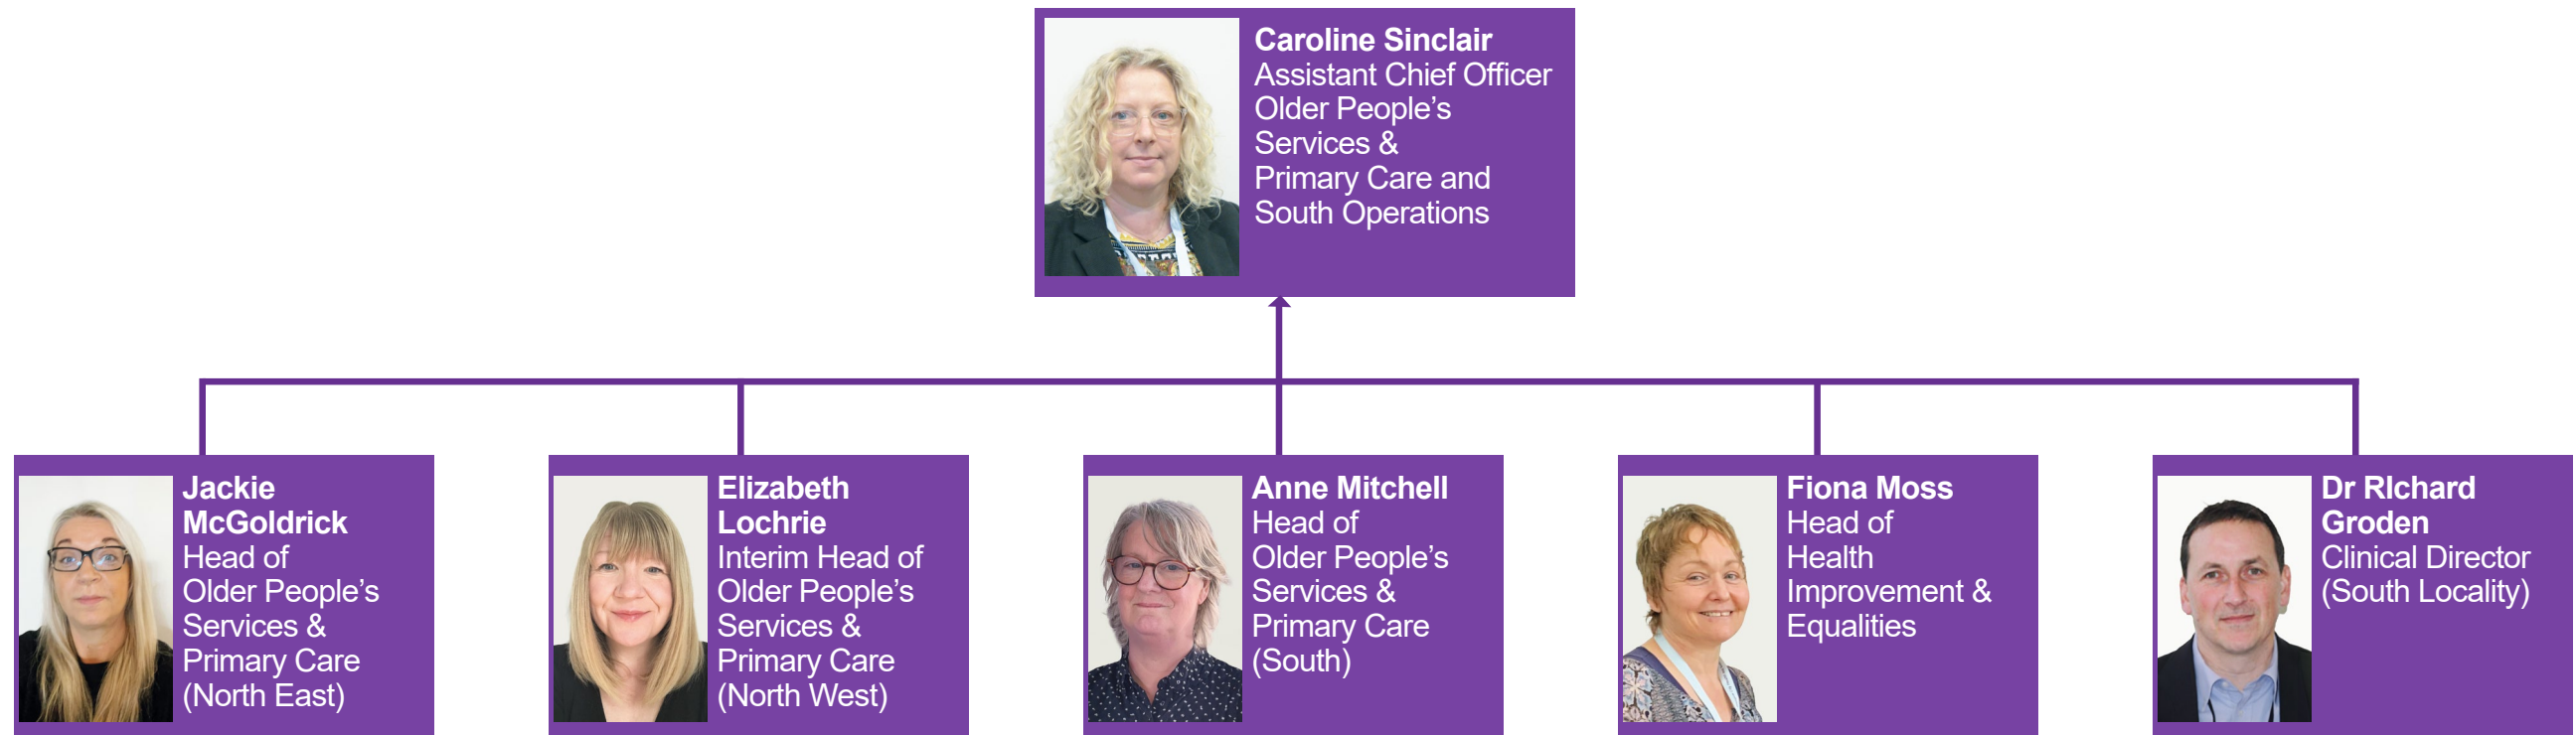 Caroline Sinclair
Assistant Chief Officer
Older People’s
Services &
Primary Care and
South Operations
Jackie
McGoldrick
Head of
Older People’s
Services &
Primary Care
(North East)
Elizabeth
Lochrie
Interim Head of
Older People’s
Services &
Primary Care
(North West)
Anne Mitchell
Head of
Older People’s
Services &
Primary Care
(South)
Fiona Moss
Head of
Health
Improvement &
Equalities
Dr RIchard
Groden
Clinical Director
(South Locality)